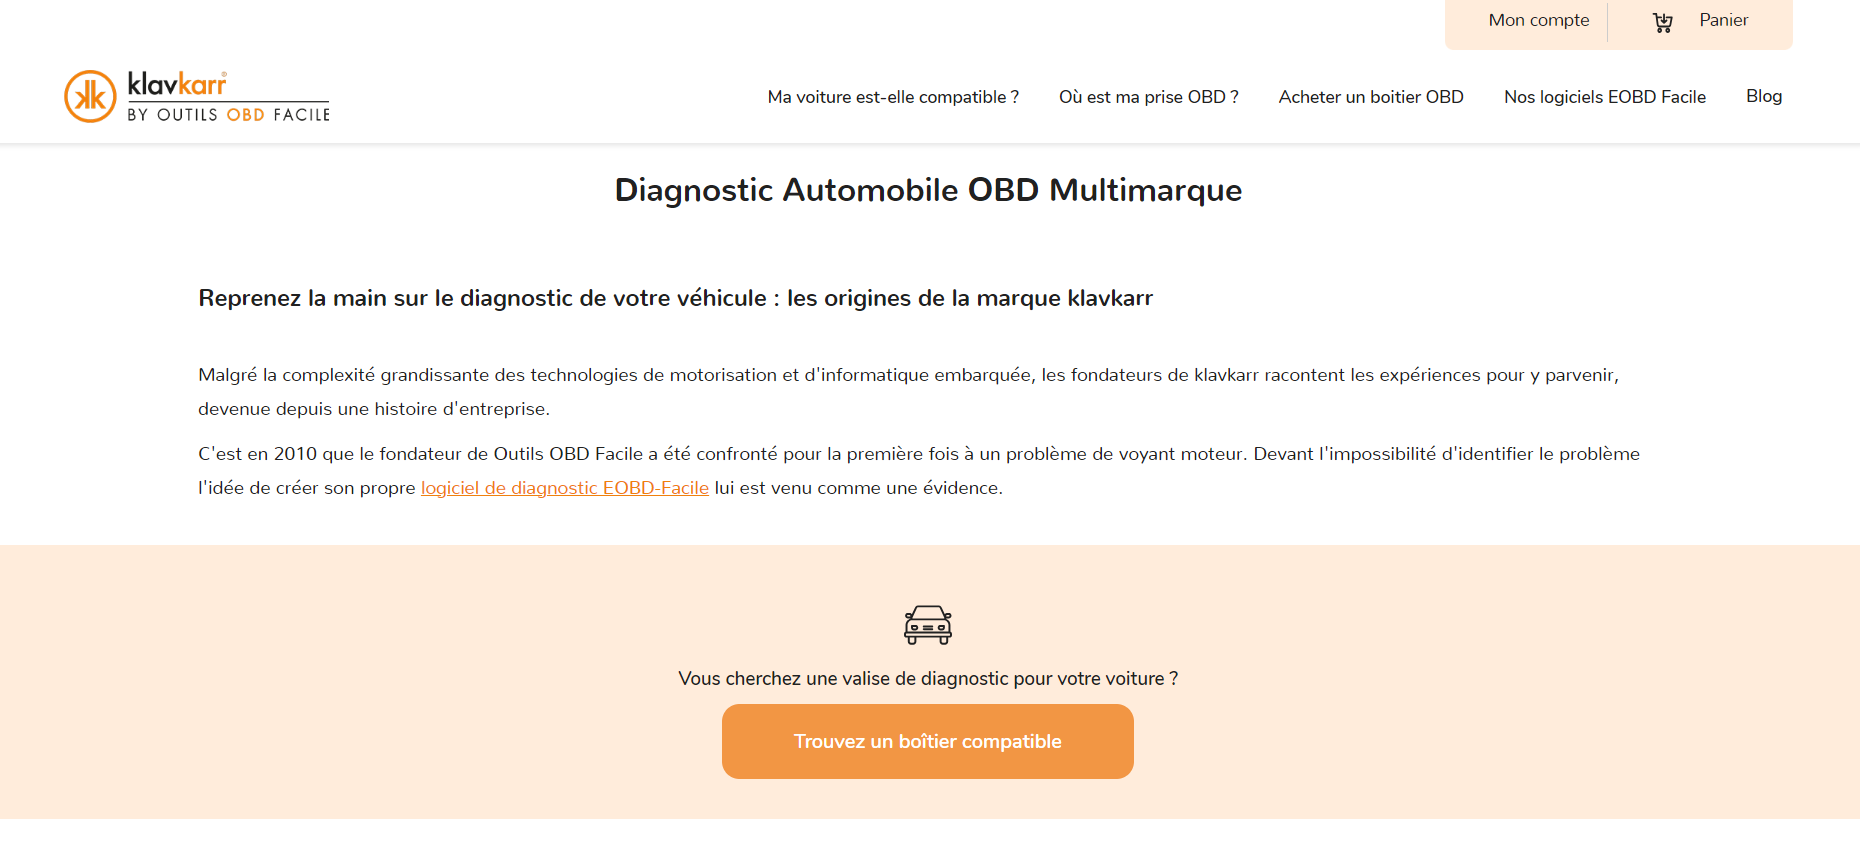 Mon compte
Panier
klavkarr®
BY OUTILS OBD FACILE
Ma voiture est-elle compatible ?
Où est ma prise OBD ?
Acheter un boitier OBD
Nos logiciels EOBD Facile
Blog
Diagnostic Automobile OBD Multimarque
Reprenez la main sur le diagnostic de votre véhicule : les origines de la marque klavkarr
Malgré la complexité grandissante des technologies de motorisation et d'informatique embarquée, les fondateurs de klavkarr racontent les expériences pour y parvenir,
devenue depuis une histoire d'entreprise.
C'est en 2010 que le fondateur de Outils OBD Facile a été confronté pour la première fois à un problème de voyant moteur. Devant l'impossibilité d'identifier le problème
l'idée de créer son propre logiciel de diagnostic EOBD-Facile lui est venu comme une évidence.
Vous cherchez une valise de diagnostic pour votre voiture ?
Trouvez un boîtier compatible